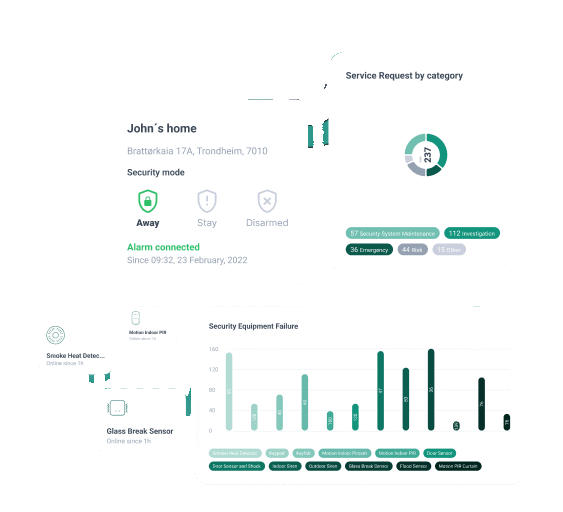 Service Request by category
237
57 Security System Maintenance
112 Investigation
36 Emergency
44 Risk
15 Other
John´s home
Brattørkaia 17A, Trondheim, 7010
Security mode
Away
Stay
Disarmed
Alarm connected
Since 09:32, 23 February, 2022
Motion Indoor PIR
Online since 1h
Smoke Heat Detec...
Online since 1h
Glass Break Sensor
Online since 1h
Security Equipment Failure
160
120
80
40
0
Smoke Heat Detector
Keypad
Keyfob
Motion Indoor Pircam
Motion Indoor PIR
Door Sensor
Door Sensor and Shock
Indoor Siren
Outdoor Siren
Glass Break Sensor
Flood Sensor
Motion PIR Curtain